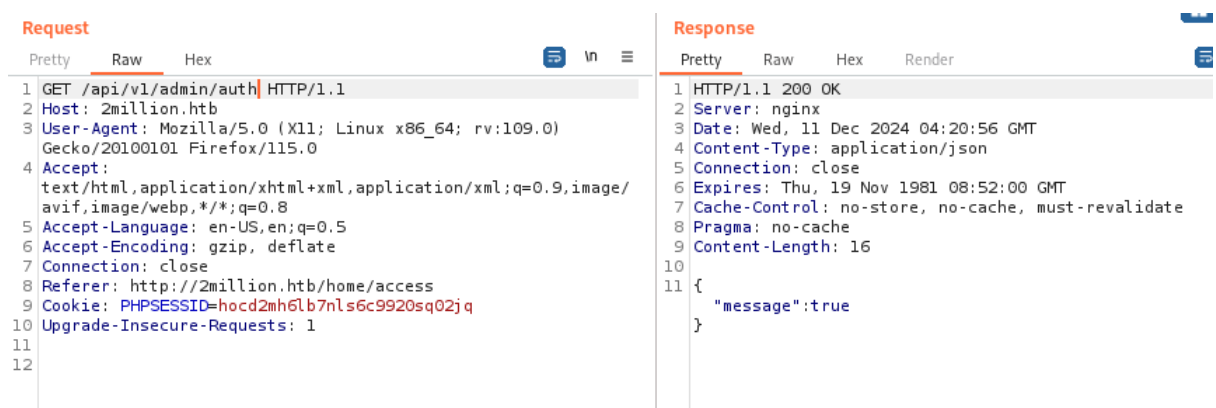 Request
Pretty Raw Hex
\n
1 GET /api/v1/admin/auth HTTP/1.1
2 Host: 2million.htb
3 User-Agent: Mozilla/5.0 (X11; Linux x86_64; rv:109.0)
Gecko/20100101 Firefox/115.0
4 Accept:
text/html,application/xhtml+xml,application/xml;q=0.9,image/
avif,image/webp,*/*;q=0.8
5 Accept-Language: en-US,en;q=0.5
6 Accept-Encoding: gzip, deflate
7 Connection: close
8 Referer: http://2million.htb/home/access
9 Cookie: PHPSESSID=hocd2mh6lb7nls6c9920sq02jq
10 Upgrade-Insecure-Requests: 1
11
12
Response
Pretty Raw Hex Render
1 HTTP/1.1 200 OK
2 Server: nginx
3 Date: Wed, 11 Dec 2024 04:20:56 GMT
4 Content-Type: application/json
5 Connection: close
6 Expires: Thu, 19 Nov 1981 08:52:00 GMT
7 Cache-Control: no-store, no-cache, must-revalidate
8 Pragma: no-cache
9 Content-Length: 16
10
11 {
"message":true
}